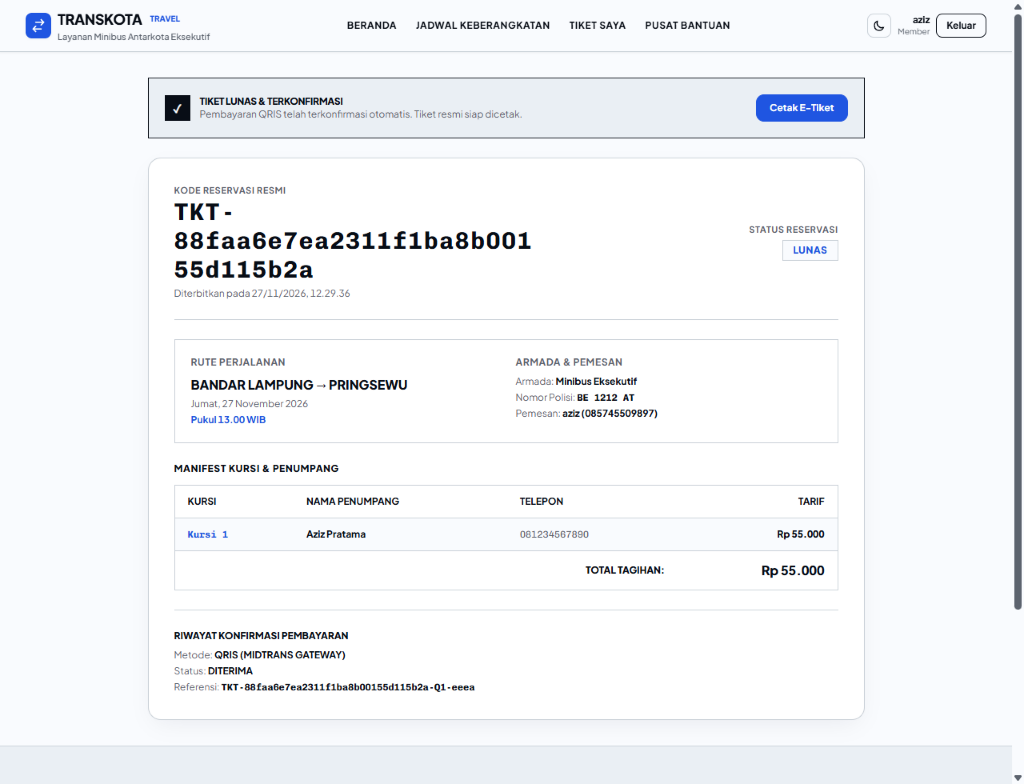 TRANSKOTA TRAVEL
Layanan Minibus Antarkota Eksekutif
BERANDA JADWAL KEBERANGKATAN TIKET SAYA PUSAT BANTUAN
aziz
Member
Keluar
TIKET LUNAS & TERKONFIRMASI
Pembayaran QRIS telah terkonfirmasi otomatis. Tiket resmi siap dicetak.
Cetak E-Tiket
KODE RESERVASI RESMI
TKT-
88faa6e7ea2311f1ba8b001
55d115b2a
Diterbitkan pada 27/11/2026, 12.29.36
STATUS RESERVASI
LUNAS
RUTE PERJALANAN
BANDAR LAMPUNG → PRINGSEWU
Jumat, 27 November 2026
Pukul 13.00 WIB
ARMADA & PEMESAN
Armada: Minibus Eksekutif
Nomor Polisi: BE 1212 AT
Pemesan: aziz (085745509897)
MANIFEST KURSI & PENUMPANG
KURSI NAMA PENUMPANG TELEPON TARIF
Kursi 1 Aziz Pratama 081234567890 Rp 55.000
TOTAL TAGIHAN: Rp 55.000
RIWAYAT KONFIRMASI PEMBAYARAN
Metode: QRIS (MIDTRANS GATEWAY)
Status: DITERIMA
Referensi: TKT-88faa6e7ea2311f1ba8b00155d115b2a-Q1-eeea